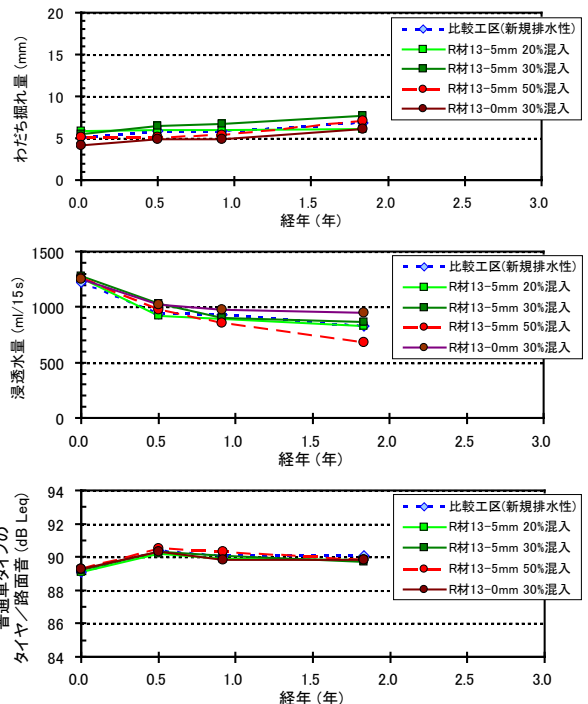 わだち掘れ量 (mm)
20
15
10
5
0
0.0 0.5 1.0 1.5 2.0 2.5 3.0
経年 (年)
比較工区(新規排水性)
R材13-5mm 20%混入
R材13-5mm 30%混入
R材13-5mm 50%混入
R材13-0mm 30%混入
浸透水量 (ml/15s)
1500
1000
500
0
0.0 0.5 1.0 1.5 2.0 2.5 3.0
経年 (年)
比較工区(新規排水性)
R材13-5mm 20%混入
R材13-5mm 30%混入
R材13-5mm 50%混入
R材13-0mm 30%混入
普通車タイプの
タイヤ/路面音 (dB Leq)
94
92
90
88
86
84
0.0 0.5 1.0 1.5 2.0 2.5 3.0
経年 (年)
比較工区(新規排水性)
R材13-5mm 20%混入
R材13-5mm 30%混入
R材13-5mm 50%混入
R材13-0mm 30%混入